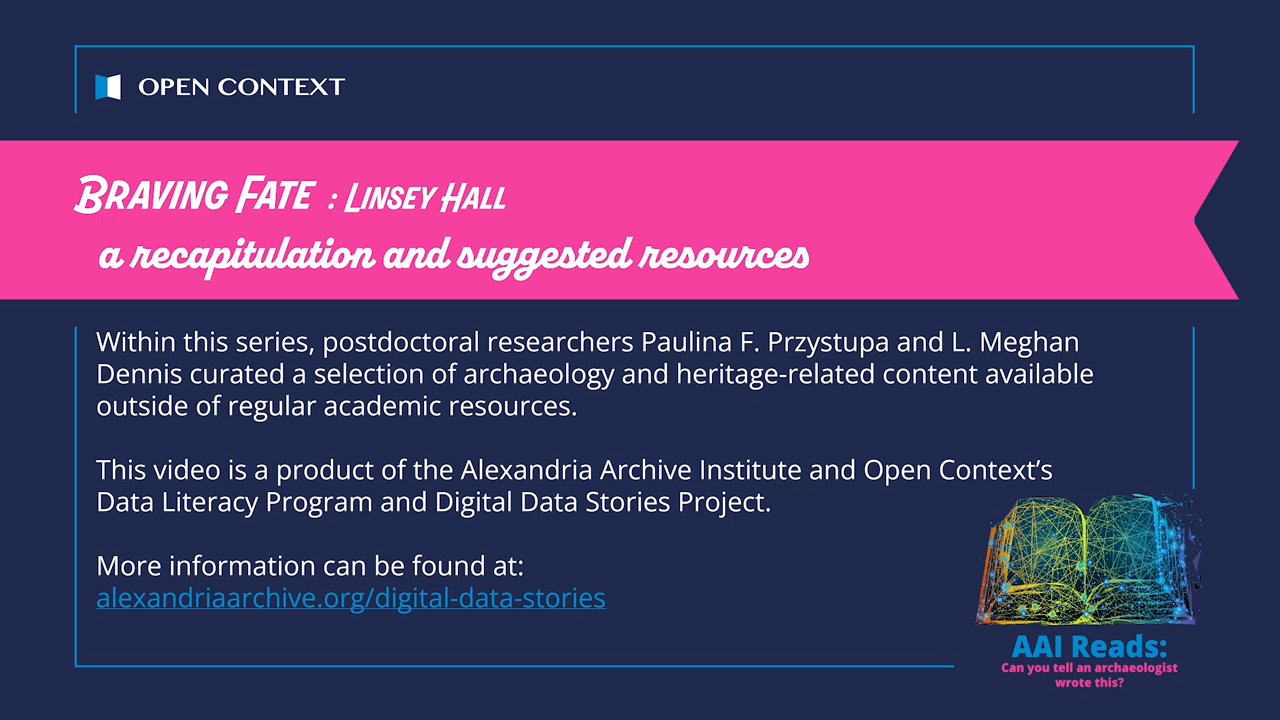 OPEN CONTEXT
BRAVING FATE : LINSEY HALL
a recapitulation and suggested resources
Within this series, postdoctoral researchers Paulina F. Przystupa and L. Meghan
Dennis curated a selection of archaeology and heritage-related content available
outside of regular academic resources.
This video is a product of the Alexandria Archive Institute and Open Context’s
Data Literacy Program and Digital Data Stories Project.
More information can be found at:
alexandriaarchive.org/digital-data-stories
AAI Reads:
Can you tell an archaeologist
wrote this?